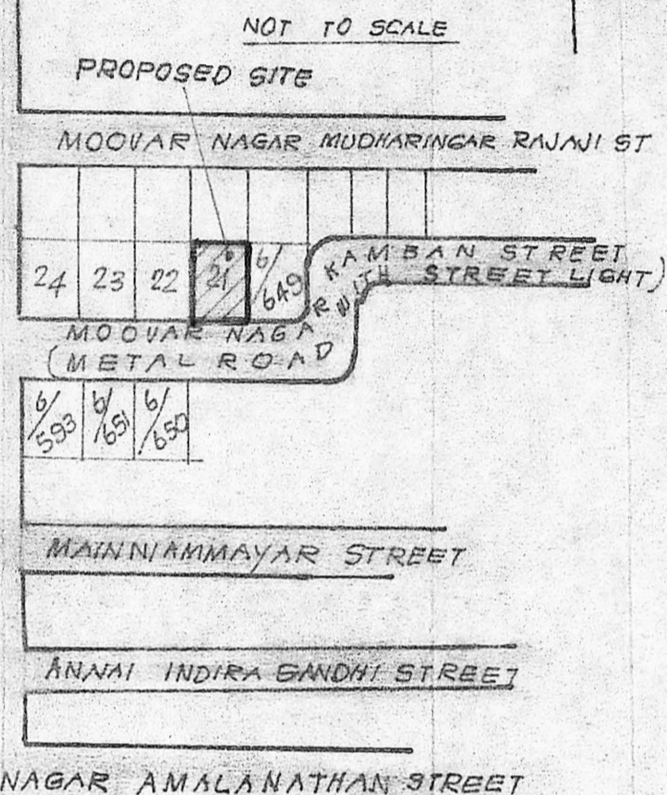 NOT TO SCALE
PROPOSED SITE
MOOVAR NAGAR MUDHARINGAR RAJAJI ST
24 23 22 21 6/649
MOOVAR NAGAR KAMBAN STREET
(METAL ROAD WITH STREET LIGHT)
6/593 6/651 6/650
MAINNIAMMAYAR STREET
ANNAI INDIRA GANDHI STREET
NAGAR AMALANATHAN STREET